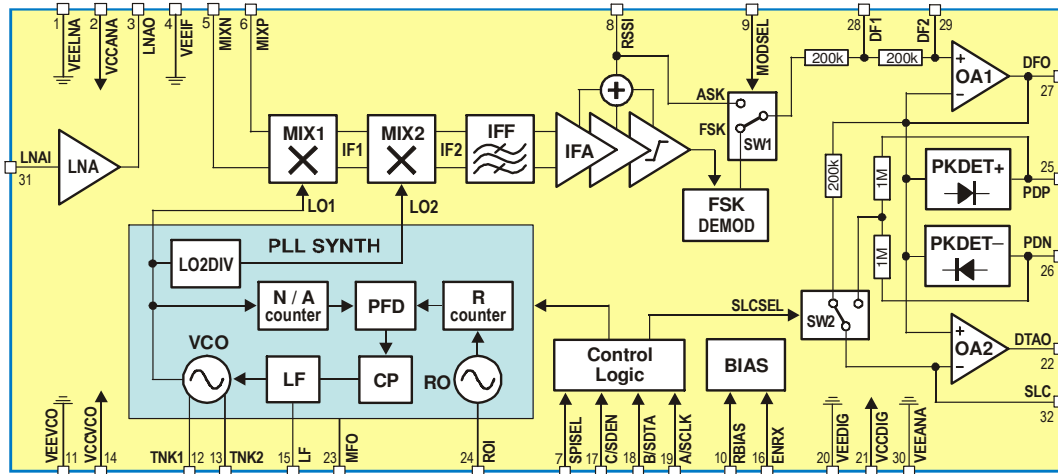 1 2 3 4 5 6 8 9 28 29
VEELNA VCCANA LNAO VEEIF MIXN MIXP RSSI MODSEL DF1 DF2
200k 200k
+
−
OA1
DFO
27
ASK
FSK
SW1
+
MIX1
MIX2
IFF
IFA
IF1
IF2
LNAI
31
LNA
FSK
DEMOD
200k
1M
1M
PKDET+
25
PDP
PKDET−
PDN
26
LO1
LO2
PLL SYNTH
LO2DIV
N / A
counter
PFD
R
counter
SLCSEL
SW2
VCO
LF
CP
RO
Control
Logic
BIAS
+
−
OA2
DTAO
22
SLC
32
VEEVCO VCCVCO TNK1 TNK2 LF MFO ROI SPISEL C/SDEN B/SDTA A/SCLK RBIAS ENRX VEEDIG VCCDIG VEEANA
11 14 12 13 15 23 24 7 17 18 19 10 16 20 21 30